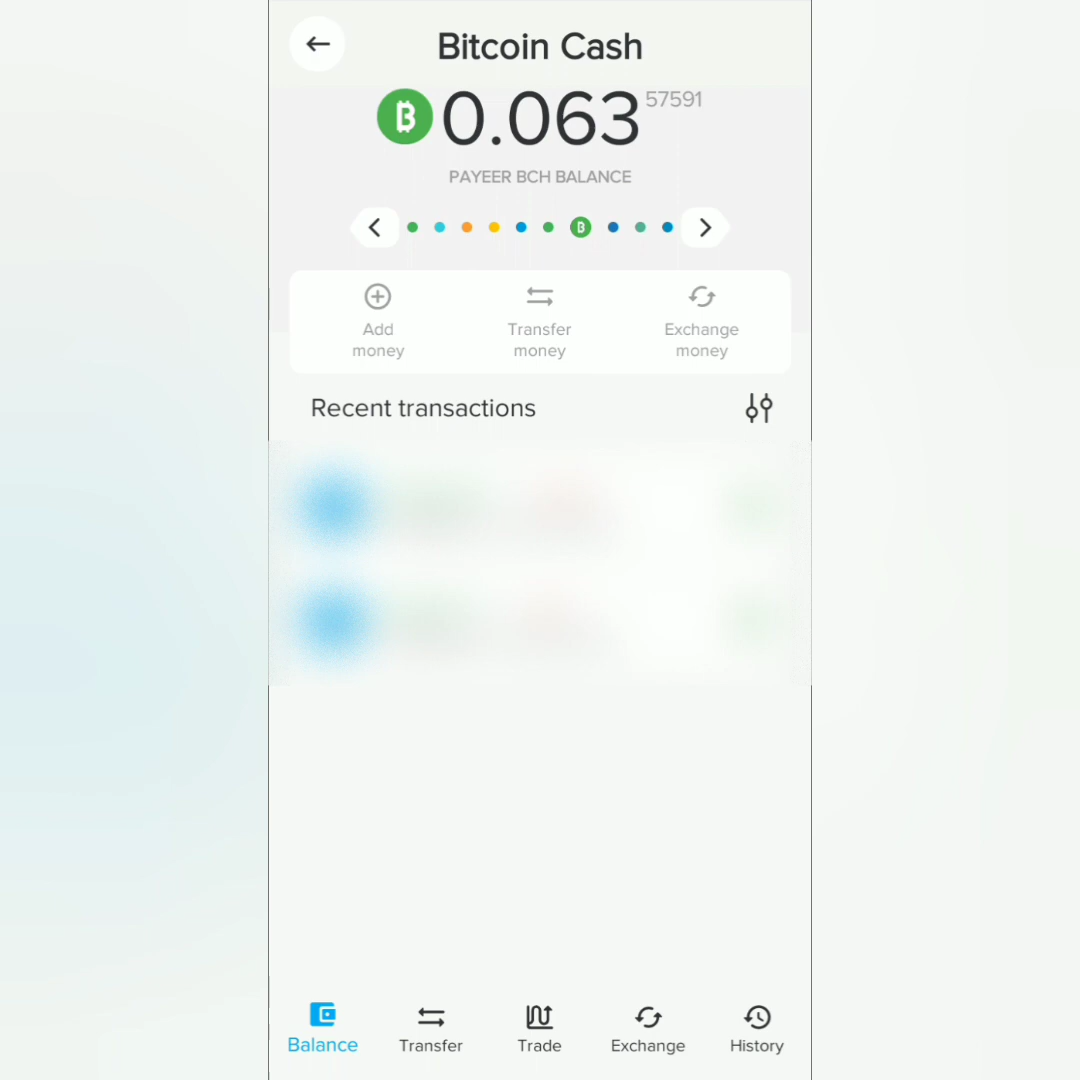 Bitcoin Cash
0.063 57591
PAYEER BCH BALANCE
Add money
Transfer money
Exchange money
Recent transactions
Balance Transfer Trade Exchange History